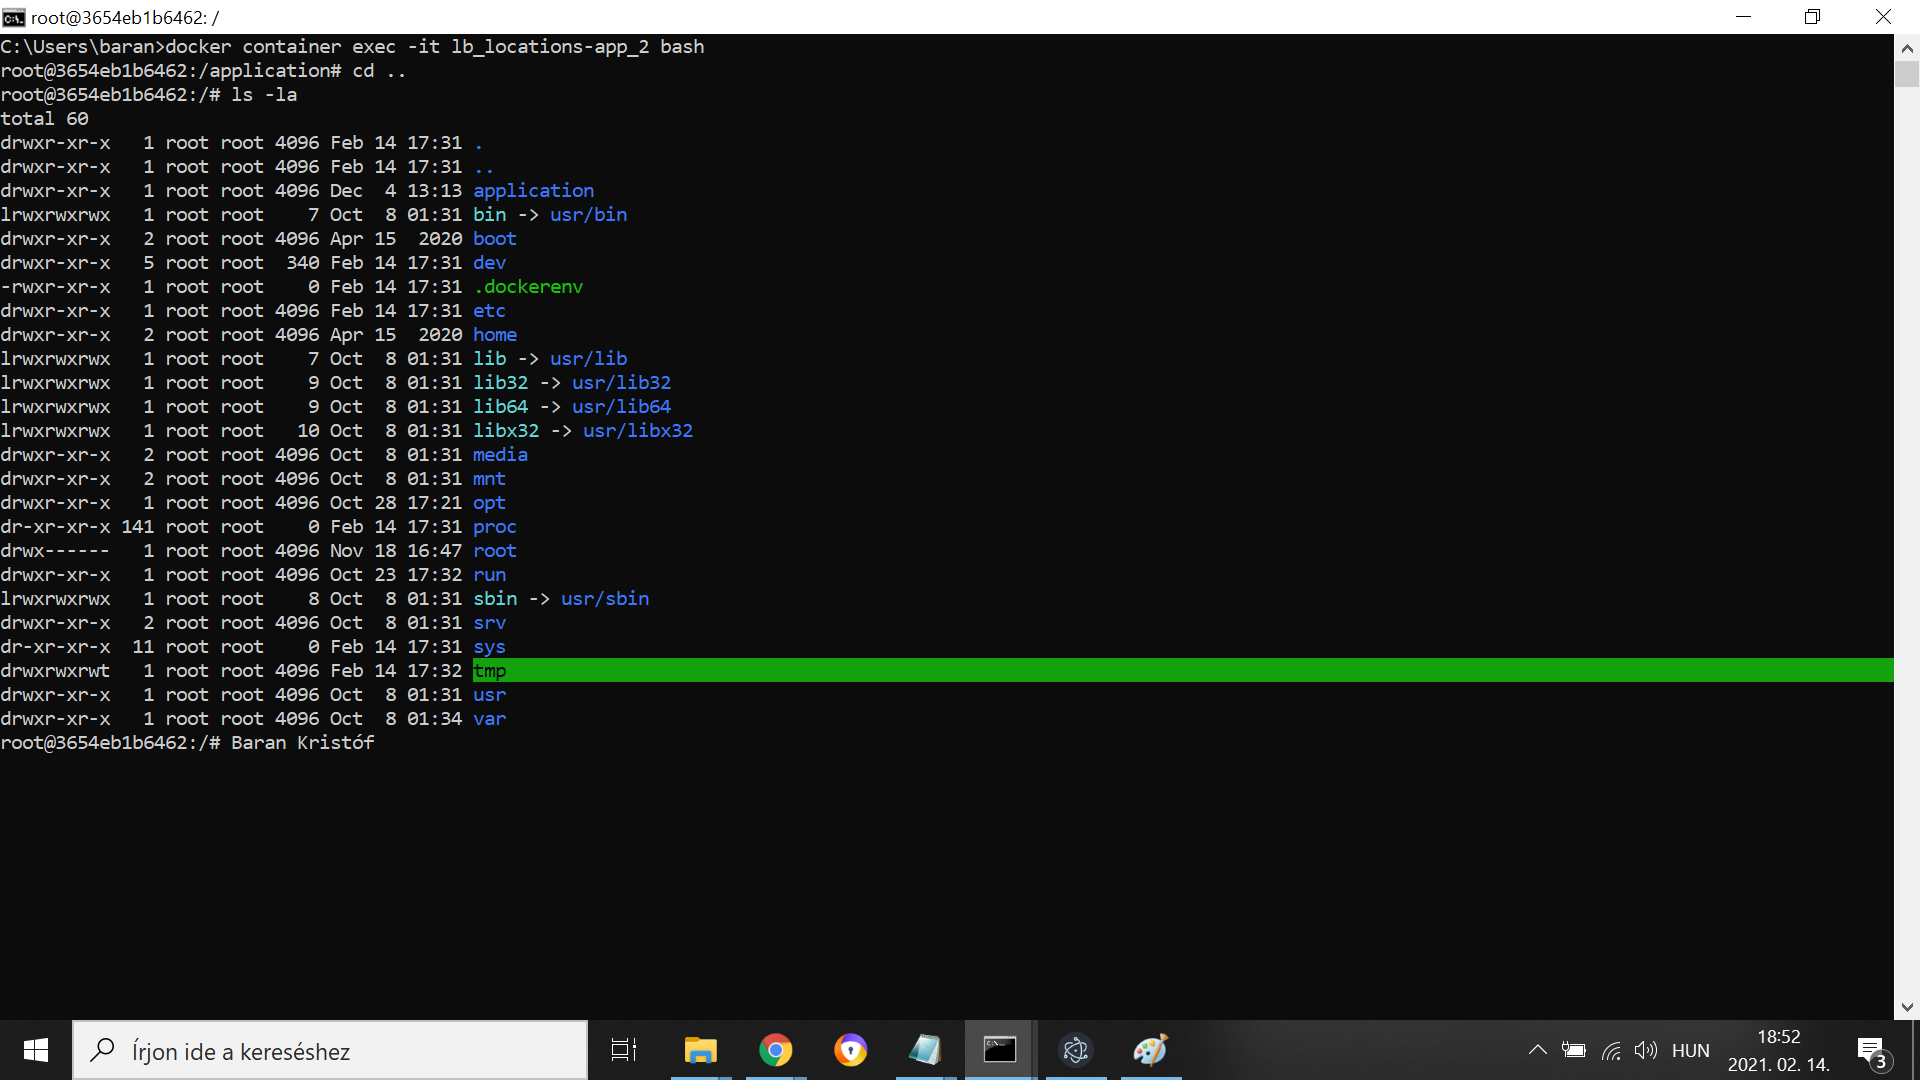 root@3654eb1b6462: /
C:\Users\baran>docker container exec -it lb_locations-app_2 bash
root@3654eb1b6462:/application# cd ..
root@3654eb1b6462:/# ls -la
total 60
drwxr-xr-x   1 root root 4096 Feb 14 17:31 .
drwxr-xr-x   1 root root 4096 Feb 14 17:31 ..
drwxr-xr-x   1 root root 4096 Dec  4 13:13 application
lrwxrwxrwx   1 root root    7 Oct  8 01:31 bin -> usr/bin
drwxr-xr-x   2 root root 4096 Apr 15  2020 boot
drwxr-xr-x   5 root root  340 Feb 14 17:31 dev
-rwxr-xr-x   1 root root    0 Feb 14 17:31 .dockerenv
drwxr-xr-x   1 root root 4096 Feb 14 17:31 etc
drwxr-xr-x   2 root root 4096 Apr 15  2020 home
lrwxrwxrwx   1 root root    7 Oct  8 01:31 lib -> usr/lib
lrwxrwxrwx   1 root root    9 Oct  8 01:31 lib32 -> usr/lib32
lrwxrwxrwx   1 root root    9 Oct  8 01:31 lib64 -> usr/lib64
lrwxrwxrwx   1 root root   10 Oct  8 01:31 libx32 -> usr/libx32
drwxr-xr-x   2 root root 4096 Oct  8 01:31 media
drwxr-xr-x   2 root root 4096 Oct  8 01:31 mnt
drwxr-xr-x   1 root root 4096 Oct 28 17:21 opt
dr-xr-xr-x 141 root root    0 Feb 14 17:31 proc
drwx------   1 root root 4096 Nov 18 16:47 root
drwxr-xr-x   1 root root 4096 Oct 23 17:32 run
lrwxrwxrwx   1 root root    8 Oct  8 01:31 sbin -> usr/sbin
drwxr-xr-x   2 root root 4096 Oct  8 01:31 srv
dr-xr-xr-x  11 root root    0 Feb 14 17:31 sys
drwxrwxrwt   1 root root 4096 Feb 14 17:32 tmp
drwxr-xr-x   1 root root 4096 Oct  8 01:31 usr
drwxr-xr-x   1 root root 4096 Oct  8 01:34 var
root@3654eb1b6462:/# Baran Kristóf
Írjon ide a kereséshez
HUN
18:52
2021. 02. 14.
3